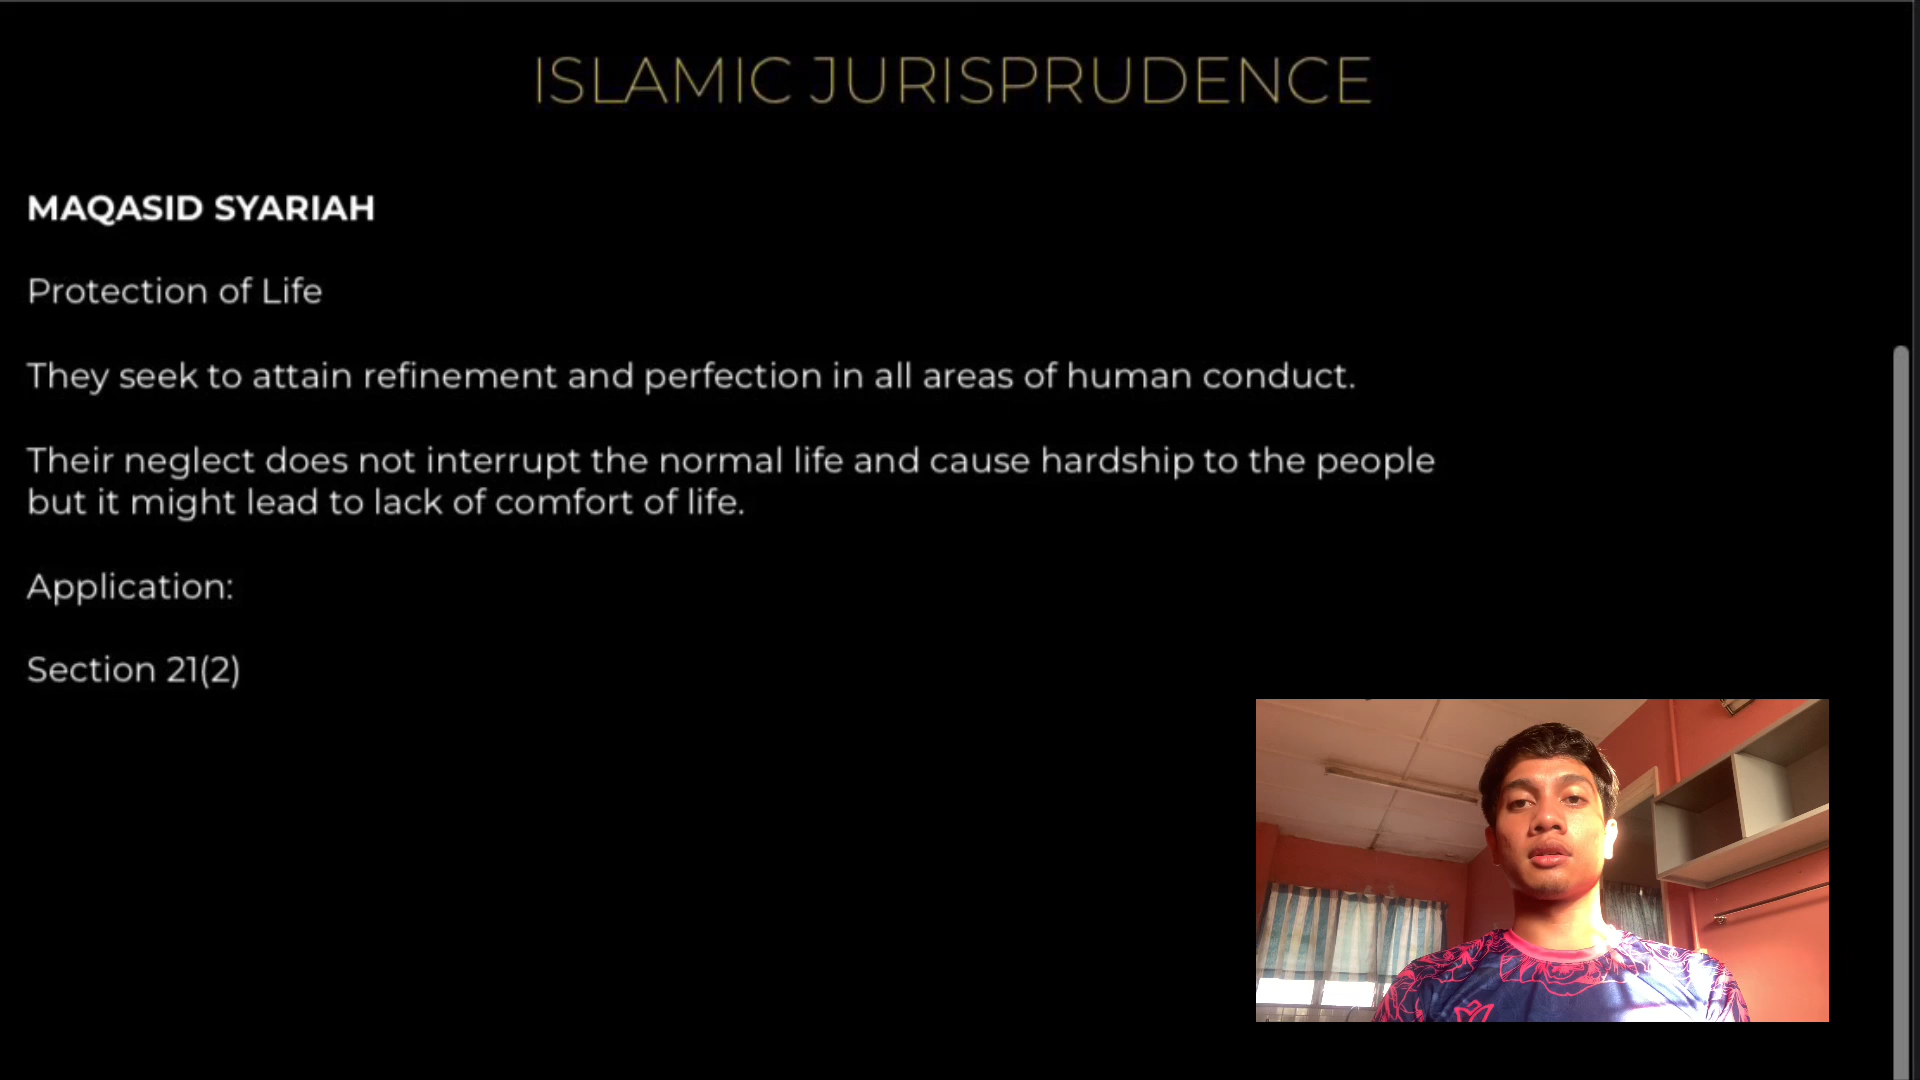 ISLAMIC JURISPRUDENCE
MAQASID SYARIAH
Protection of Life
They seek to attain refinement and perfection in all areas of human conduct.
Their neglect does not interrupt the normal life and cause hardship to the people
but it might lead to lack of comfort of life.
Application:
Section 21(2)